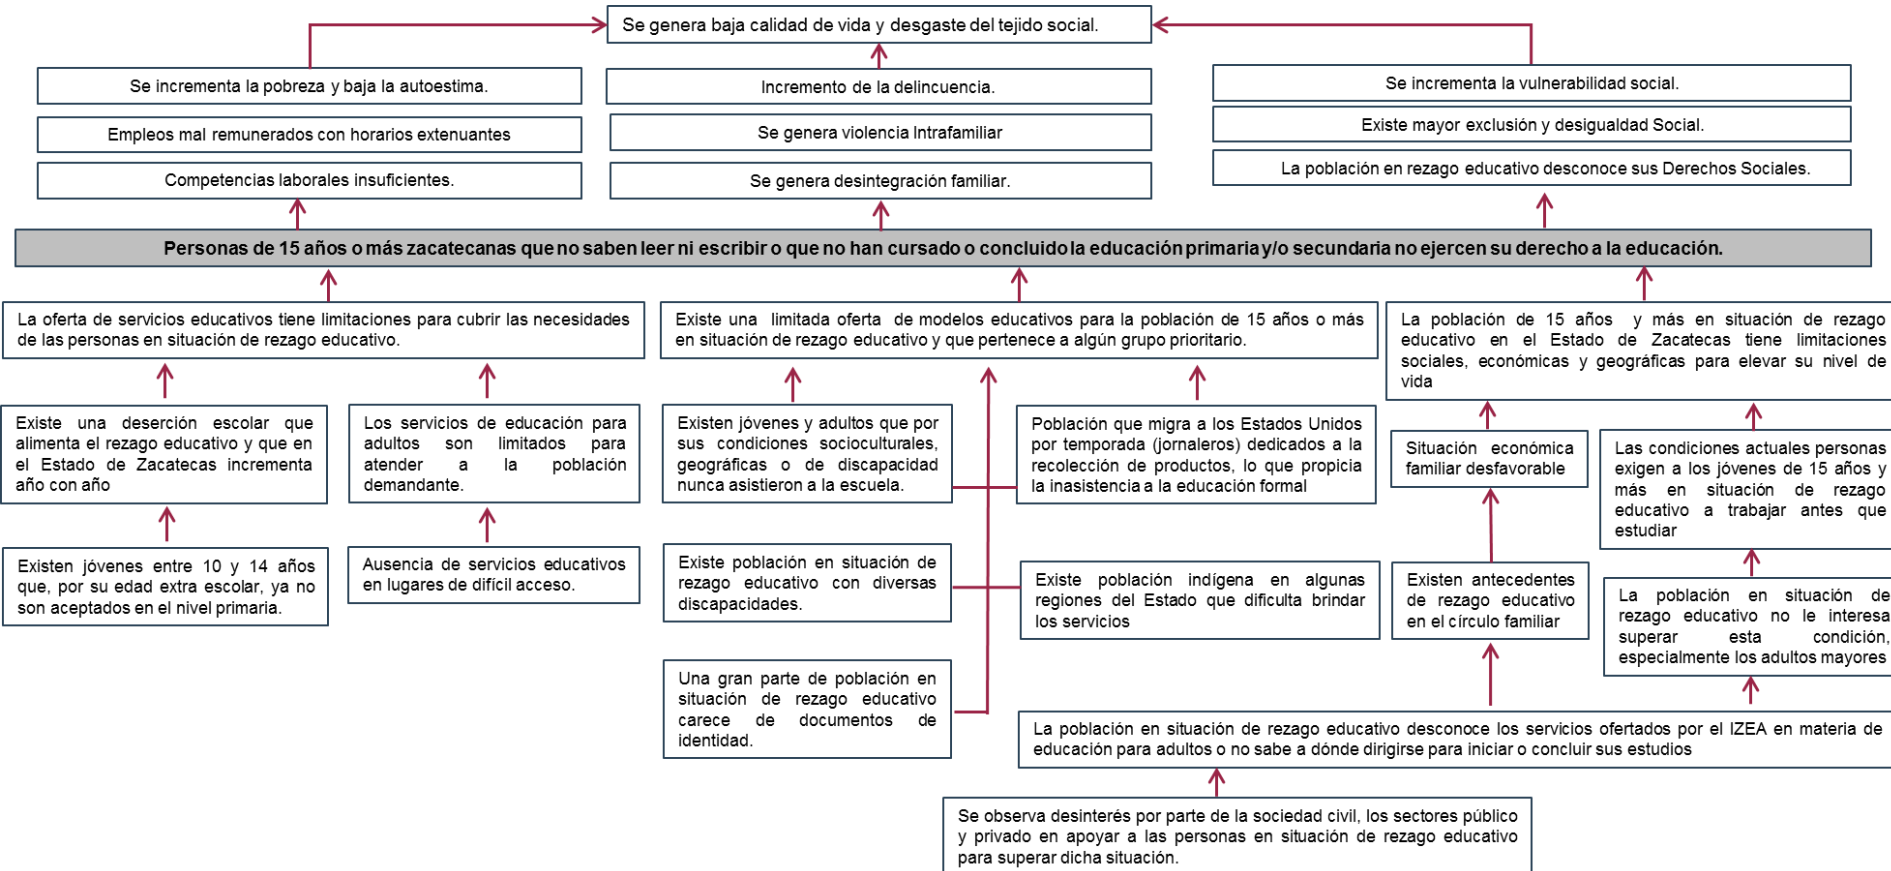 Se genera baja calidad de vida y desgaste del tejido social.
Se incrementa la pobreza y baja la autoestima.
Empleos mal remunerados con horarios extenuantes
Competencias laborales insuficientes.
Incremento de la delincuencia.
Se genera violencia Intrafamiliar
Se genera desintegración familiar.
Se incrementa la vulnerabilidad social.
Existe mayor exclusión y desigualdad Social.
La población en rezago educativo desconoce sus Derechos Sociales.
Personas de 15 años o más zacatecanas que no saben leer ni escribir o que no han cursado o concluido la educación primaria y/o secundaria no ejercen su derecho a la educación.
La oferta de servicios educativos tiene limitaciones para cubrir las necesidades
de las personas en situación de rezago educativo.
Existe una limitada oferta de modelos educativos para la población de 15 años o más
en situación de rezago educativo y que pertenece a algún grupo prioritario.
La población de 15 años y más en situación de rezago
educativo en el Estado de Zacatecas tiene limitaciones
sociales, económicas y geográficas para elevar su nivel de
vida
Existe una deserción escolar que
alimenta el rezago educativo y que en
el Estado de Zacatecas incrementa
año con año
Los servicios de educación para
adultos son limitados para
atender a la población
demandante.
Existen jóvenes y adultos que por
sus condiciones socioculturales,
geográficas o de discapacidad
nunca asistieron a la escuela.
Población que migra a los Estados Unidos
por temporada (jornaleros) dedicados a la
recolección de productos, lo que propicia
la inasistencia a la educación formal
Situación económica
familiar desfavorable
Las condiciones actuales personas
exigen a los jóvenes de 15 años y
más en situación de rezago
educativo a trabajar antes que
estudiar
Existen jóvenes entre 10 y 14 años
que, por su edad extra escolar, ya no
son aceptados en el nivel primaria.
Ausencia de servicios educativos
en lugares de difícil acceso.
Existe población en situación de
rezago educativo con diversas
discapacidades.
Existe población indígena en algunas
regiones del Estado que dificulta brindar
los servicios
Existen antecedentes
de rezago educativo
en el círculo familiar
La población en situación de
rezago educativo no le interesa
superar esta condición,
especialmente los adultos mayores
Una gran parte de población en
situación de rezago educativo
carece de documentos de
identidad.
La población en situación de rezago educativo desconoce los servicios ofertados por el IZEA en materia de
educación para adultos o no sabe a dónde dirigirse para iniciar o concluir sus estudios
Se observa desinterés por parte de la sociedad civil, los sectores público
y privado en apoyar a las personas en situación de rezago educativo
para superar dicha situación.